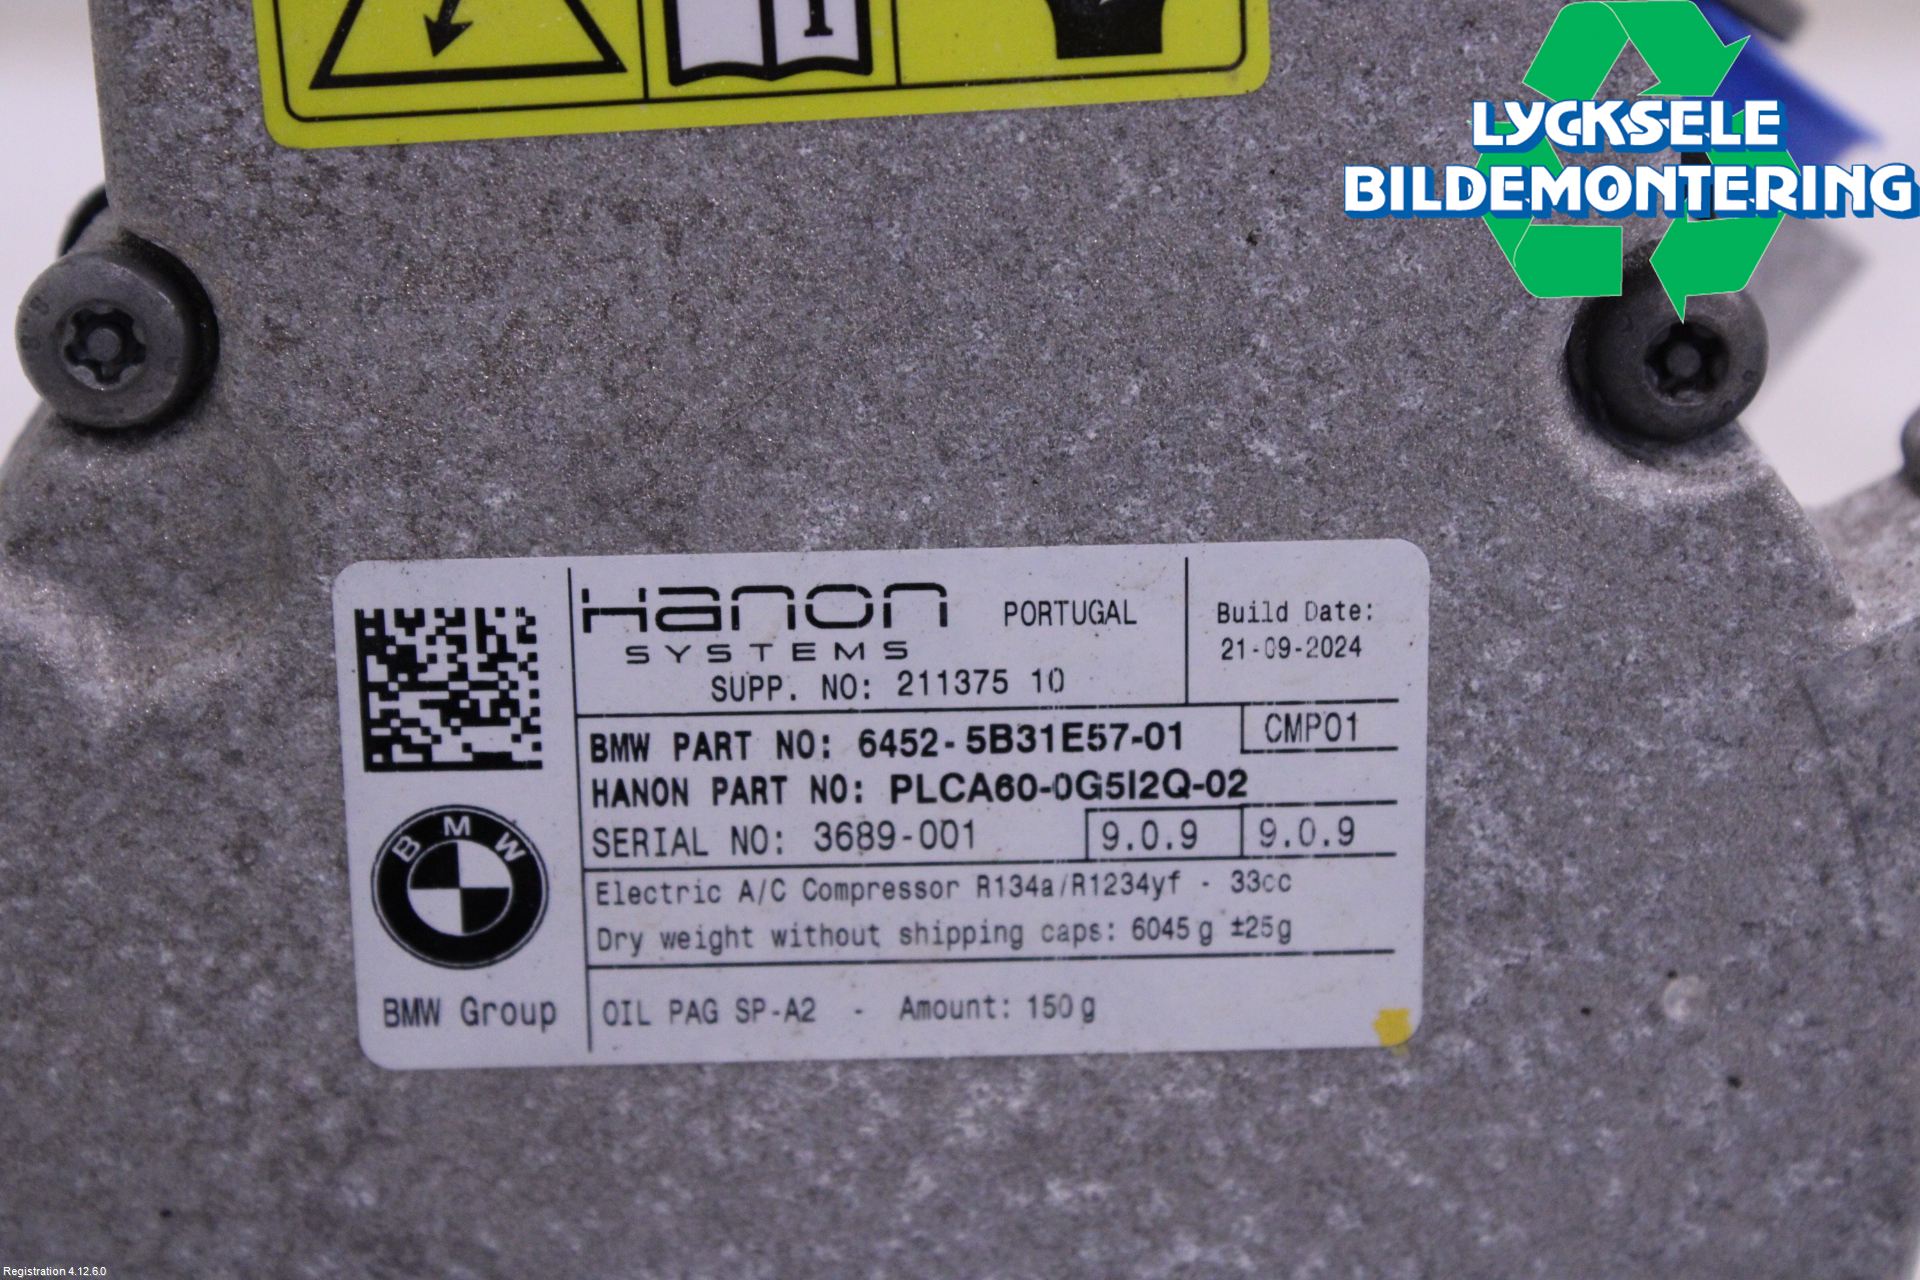 LYCKSELE
BILDEMONTERING
Hanon
SYSTEMS
PORTUGAL
SUPP. NO: 211375 10
Build Date:
21-09-2024
BMW PART NO: 6452-5B31E57-01
CMP01
HANON PART NO: PLCA60-0G5I2Q-02
SERIAL NO: 3689-001
9.0.9
9.0.9
Electric A/C Compressor R134a/R1234yf - 33cc
Dry weight without shipping caps: 6045g ±25g
BMW
BMW Group
OIL PAG SP-A2 - Amount: 150g
Registration 4.12.6.0